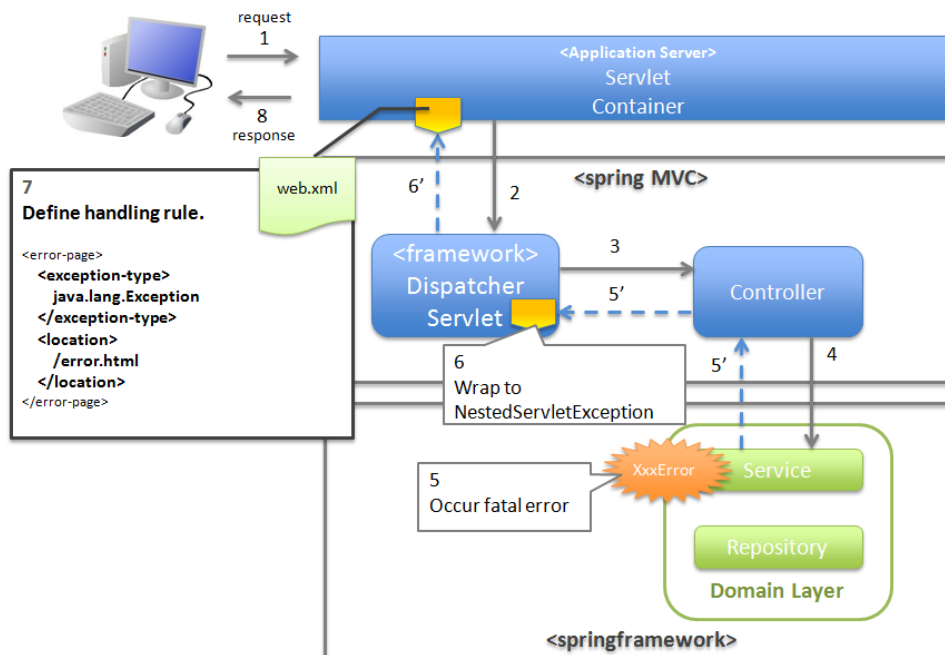 request
1
8
response
<Application Server>
Servlet
Container
web.xml
7
Define handling rule.
<error-page>
<exception-type>
java.lang.Exception
</exception-type>
<location>
/error.html
</location>
</error-page>
6’
2
<spring MVC>
<framework>
Dispatcher
Servlet
3
5’
Controller
6
Wrap to
NestedServletException
5’
4
5
Occur fatal error
XxxError
Service
Repository
Domain Layer
<springframework>